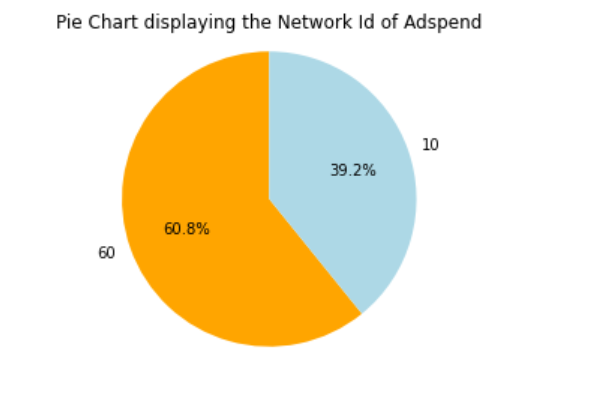 Pie Chart displaying the Network Id of Adspend
10
39.2%
60.8%
60